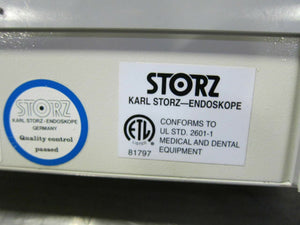 STORZ
KARL STORZ-ENDOSKOPE
GERMANY
Quality control
passed
STORZ
KARL STORZ—ENDOSKOPE
ETL
CONFORMS TO
UL STD. 2601-1
MEDICAL AND DENTAL
EQUIPMENT
81797